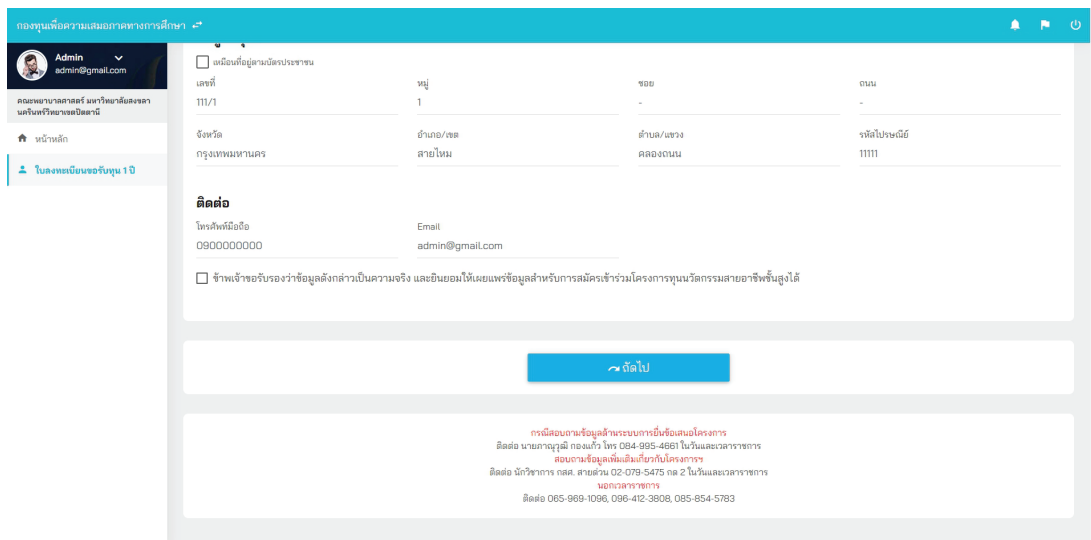 กองทุนเพื่อความเสมอภาคทางการศึกษา
Admin
admin@gmail.com
คณะพยาบาลศาสตร์ มหาวิทยาลัยสงขลา
นครินทร์วิทยาเขตปัตตานี
หน้าหลัก
ใบลงทะเบียนขอรับทุน 1 ปี
เหมือนที่อยู่ตามบัตรประชาชน
เลขที่ หมู่ ซอย ถนน
111/1 1 - -
จังหวัด อำเภอ/เขต ตำบล/แขวง รหัสไปรษณีย์
กรุงเทพมหานคร สายไหม คลองถนน 11111
ติดต่อ
โทรศัพท์มือถือ Email
0900000000 admin@gmail.com
ข้าพเจ้าขอรับรองว่าข้อมูลดังกล่าวเป็นความจริง และยินยอมให้เผยแพร่ข้อมูลสำหรับการสมัครเข้าร่วมโครงการทุนนวัตกรรมสายอาชีพชั้นสูงได้
ถัดไป
กรณีสอบถามข้อมูลด้านระบบการยื่นข้อเสนอโครงการ
ติดต่อ นายภาณุวุฒิ กองแก้ว โทร 084-995-4661 ในวันและเวลาราชการ
สอบถามข้อมูลเพิ่มเติมเกี่ยวกับโครงการฯ
ติดต่อ นักวิชาการ กสศ. สายด่วน 02-079-5475 กด 2 ในวันและเวลาราชการ
นอกเวลาราชการ
ติดต่อ 065-969-1096, 096-412-3808, 085-854-5783